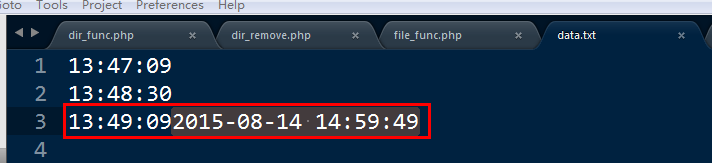 Goto Tools Project Preferences Help
dir_func.php × dir_remove.php × file_func.php × data.txt ×
1 13:47:09
2 13:48:30
3 13:49:092015-08-14 14:59:49
4